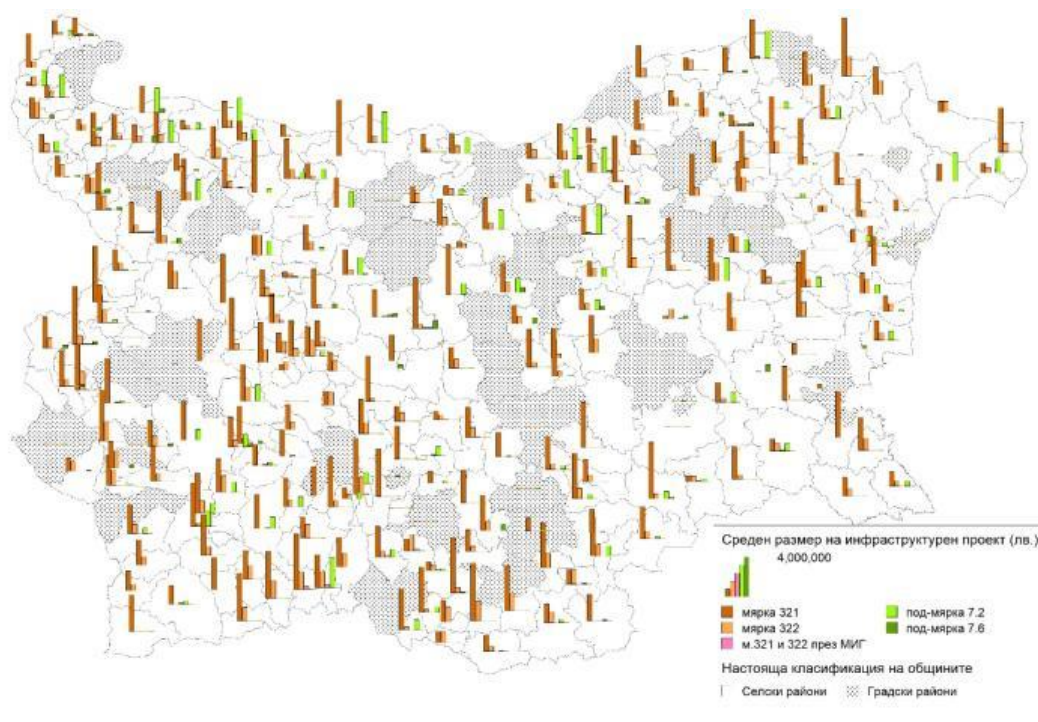 Среден размер на инфраструктурен проект (лв.)
4,000,000
мярка 321
под-мярка 7.2
мярка 322
под-мярка 7.6
м.321 и 322 през МИГ
Настояща класификация на общините
Селски райони
Градски райони